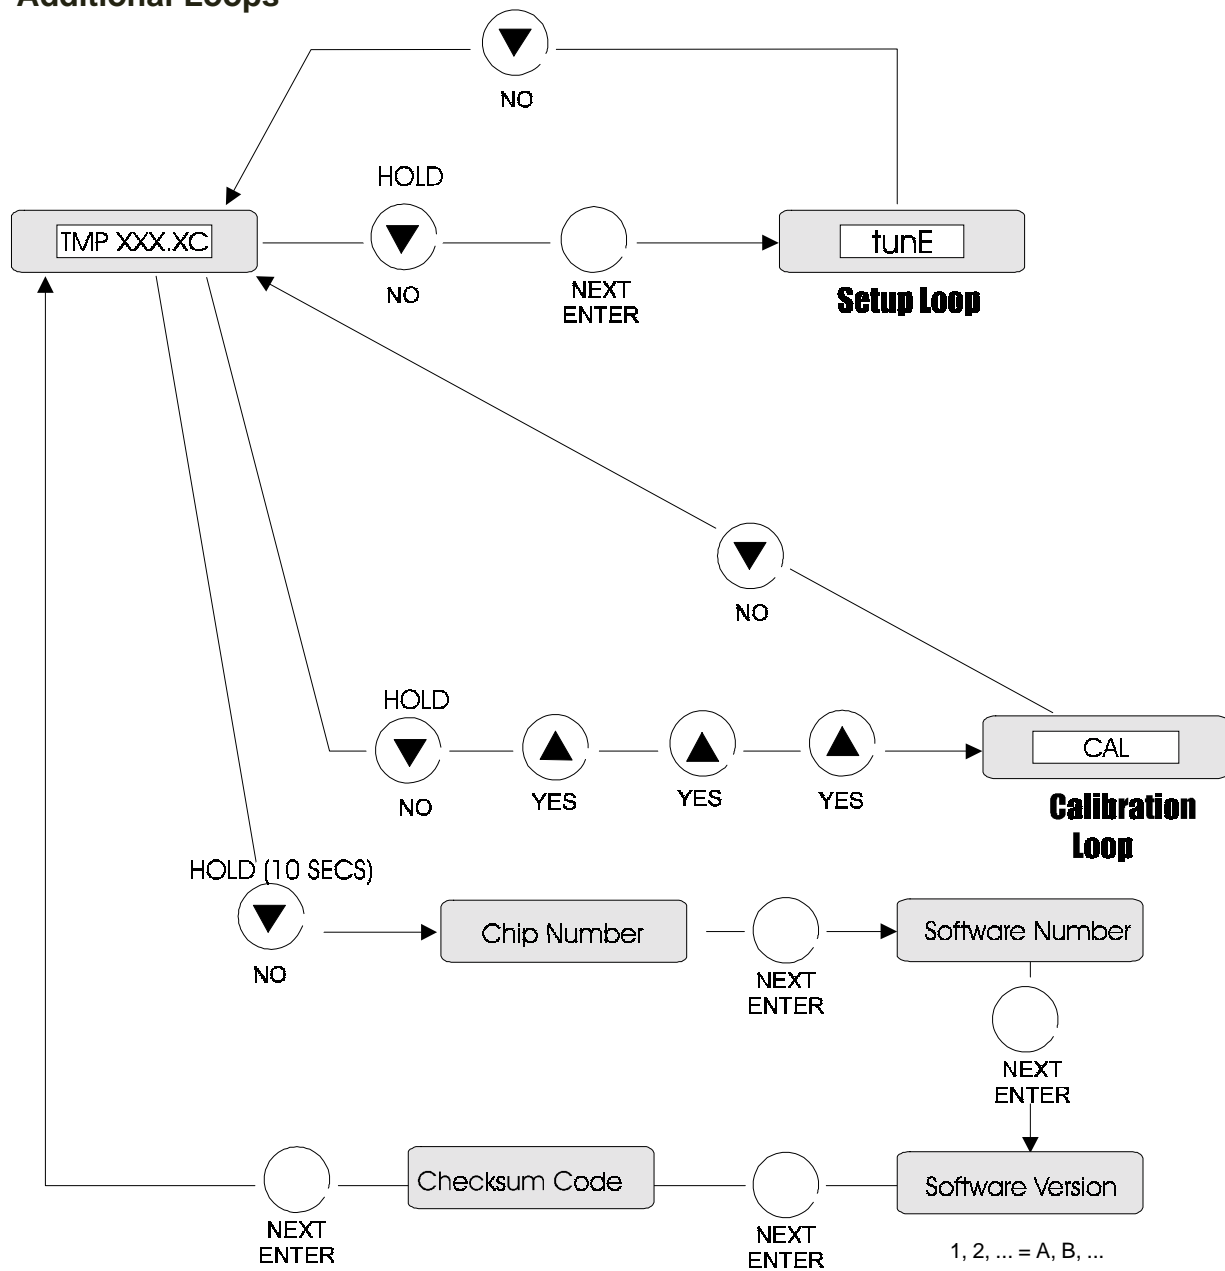 Additional Loops
NO
HOLD
TMP XXX.XC
NO
NEXT
ENTER
tunE
Setup Loop
NO
HOLD
NO
YES
YES
YES
CAL
Calibration
Loop
HOLD (10 SECS)
NO
Chip Number
NEXT
ENTER
Software Number
NEXT
ENTER
NEXT
ENTER
Checksum Code
NEXT
ENTER
Software Version
1, 2, ... = A, B, ...